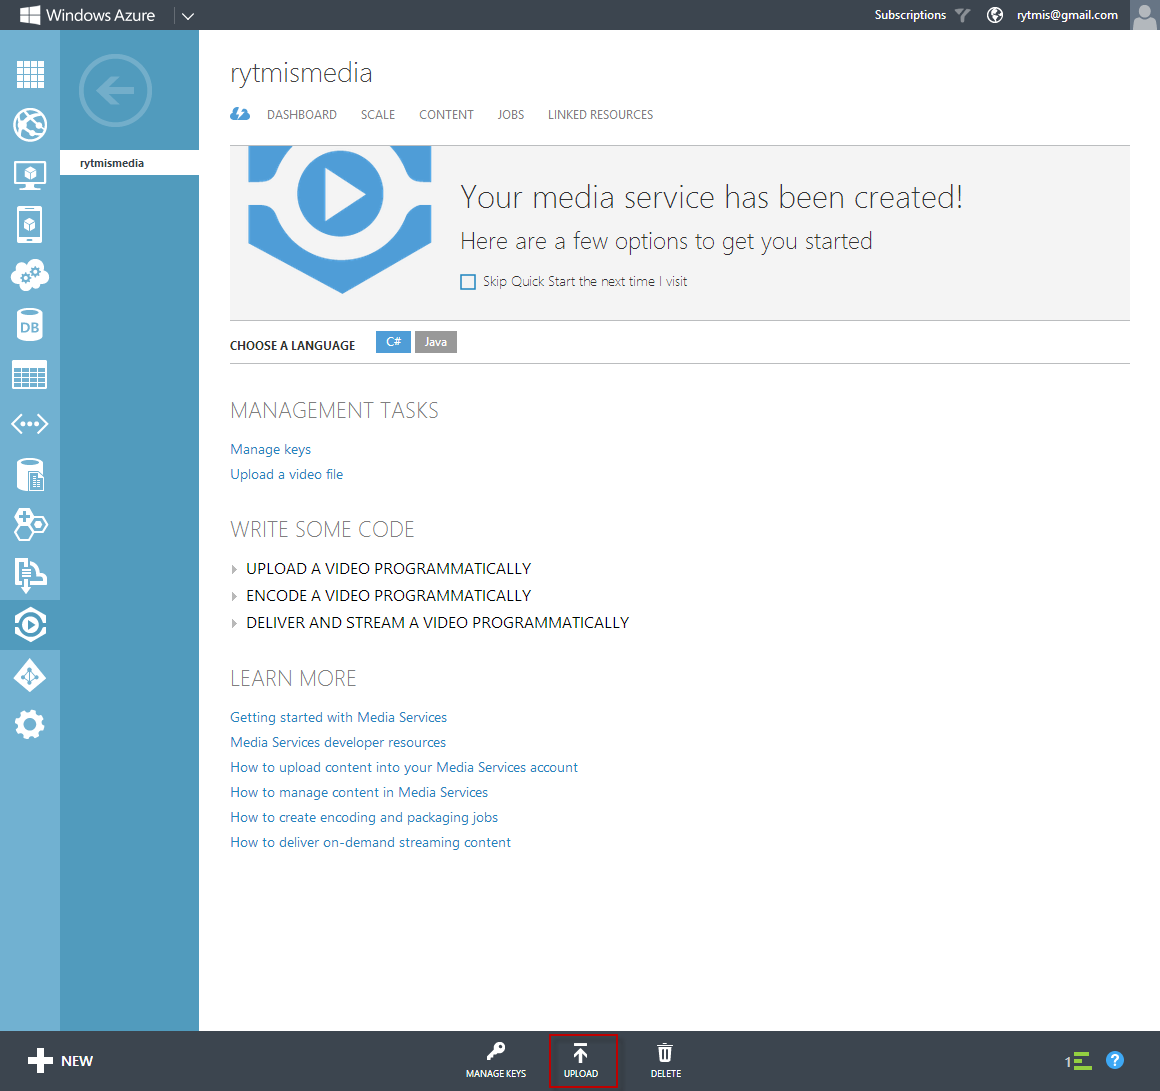 Windows Azure
Subscriptions rytmis@gmail.com
rytmismedia
rytmismedia
DASHBOARD SCALE CONTENT JOBS LINKED RESOURCES
Your media service has been created!
Here are a few options to get you started
Skip Quick Start the next time I visit
CHOOSE A LANGUAGE C# Java
MANAGEMENT TASKS
Manage keys
Upload a video file
WRITE SOME CODE
UPLOAD A VIDEO PROGRAMMATICALLY
ENCODE A VIDEO PROGRAMMATICALLY
DELIVER AND STREAM A VIDEO PROGRAMMATICALLY
LEARN MORE
Getting started with Media Services
Media Services developer resources
How to upload content into your Media Services account
How to manage content in Media Services
How to create encoding and packaging jobs
How to deliver on-demand streaming content
DB
NEW MANAGE KEYS UPLOAD DELETE 1 ?